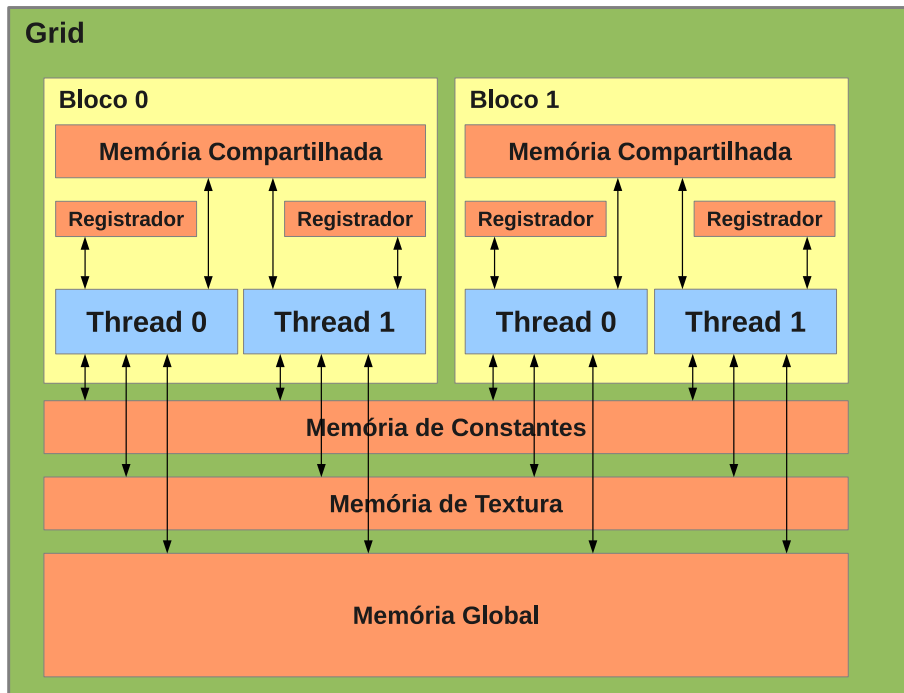 Grid
Bloco 0
Memória Compartilhada
Registrador
Registrador
Thread 0
Thread 1
Bloco 1
Memória Compartilhada
Registrador
Registrador
Thread 0
Thread 1
Memória de Constantes
Memória de Textura
Memória Global